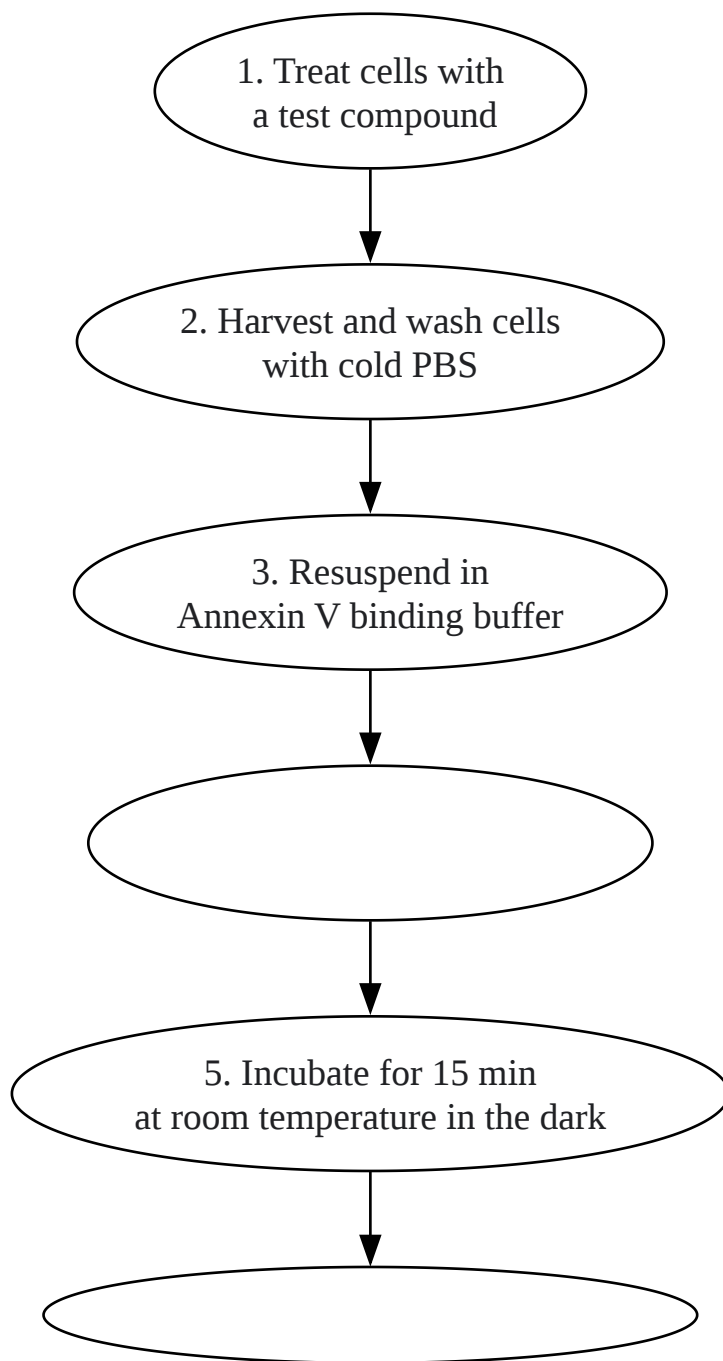 1. Treat cells with
a test compound
2. Harvest and wash cells
with cold PBS
3. Resuspend in
Annexin V binding buffer
5. Incubate for 15 min
at room temperature in the dark